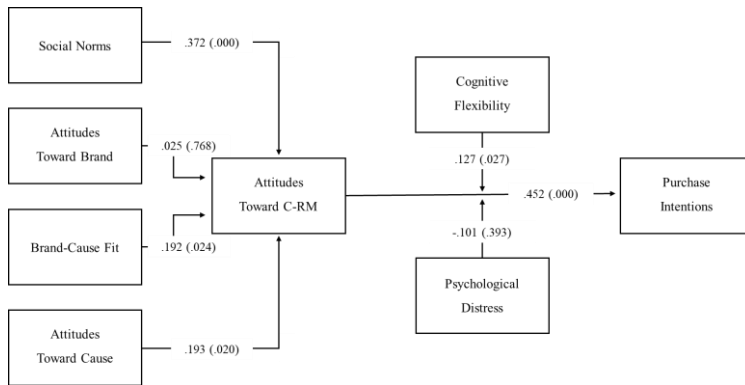 Social Norms
.372 (.000)
Attitudes
Toward Brand
.025 (.768)
Brand-Cause Fit
.192 (.024)
Attitudes
Toward Cause
.193 (.020)
Attitudes
Toward C-RM
Cognitive
Flexibility
.127 (.027)
.452 (.000)
-.101 (.393)
Psychological
Distress
Purchase
Intentions